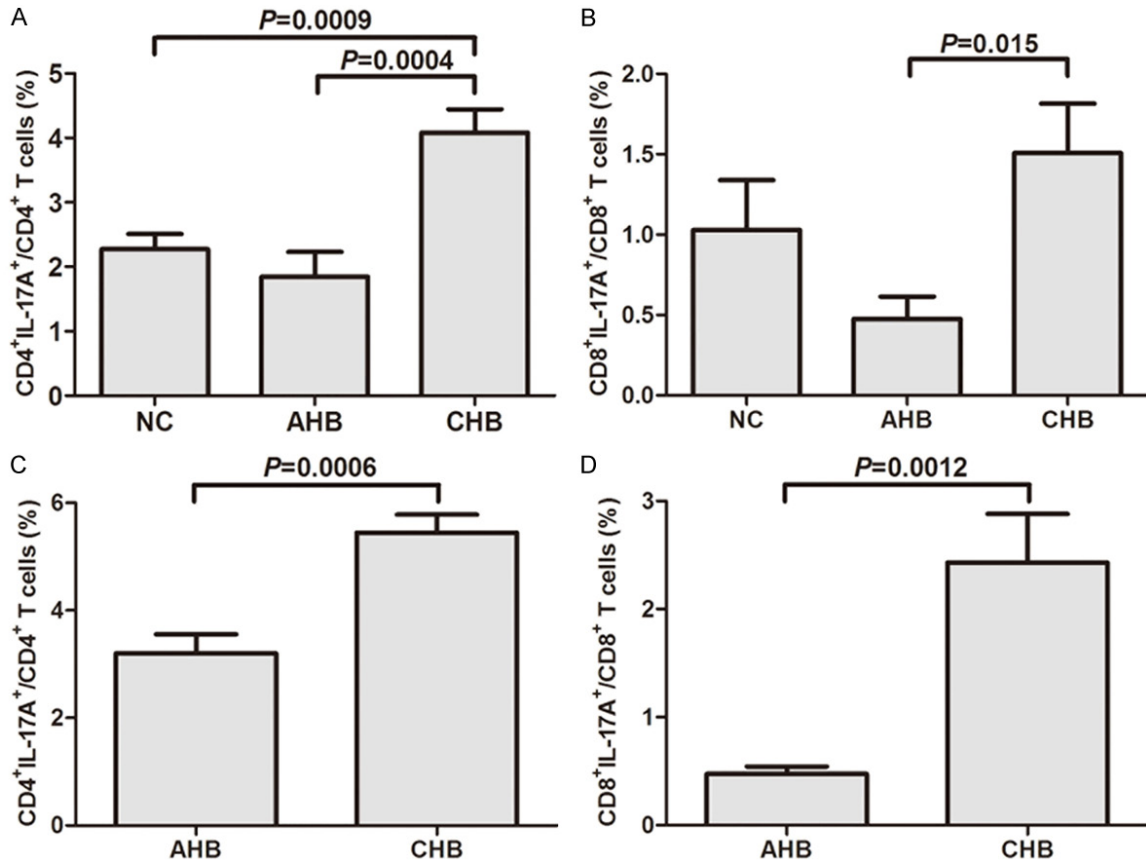 A
P=0.0009
P=0.0004
CD4+IL-17A+/CD4+ T cells (%)
5
4
3
2
1
0
NC AHB CHB
B
P=0.015
CD8+IL-17A+/CD8+ T cells (%)
2.0
1.5
1.0
0.5
0.0
NC AHB CHB
C
P=0.0006
CD4+IL-17A+/CD4+ T cells (%)
6
4
2
0
AHB CHB
D
P=0.0012
CD8+IL-17A+/CD8+ T cells (%)
3
2
1
0
AHB CHB